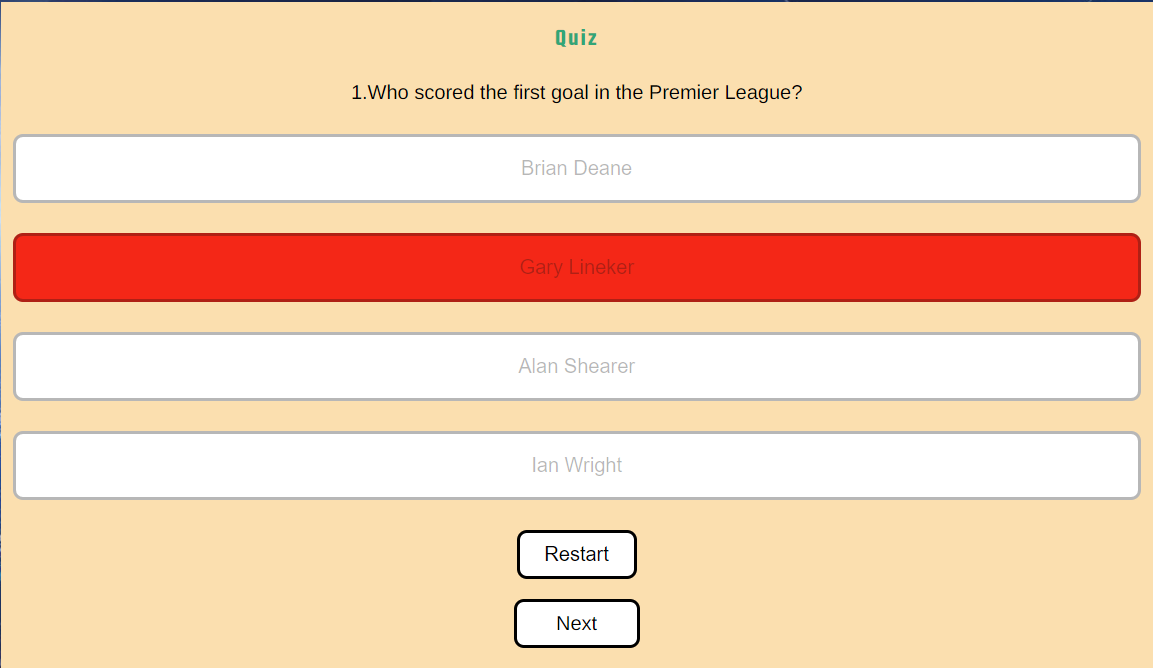 Quiz
1.Who scored the first goal in the Premier League?
Brian Deane
Gary Lineker
Alan Shearer
Ian Wright
Restart
Next